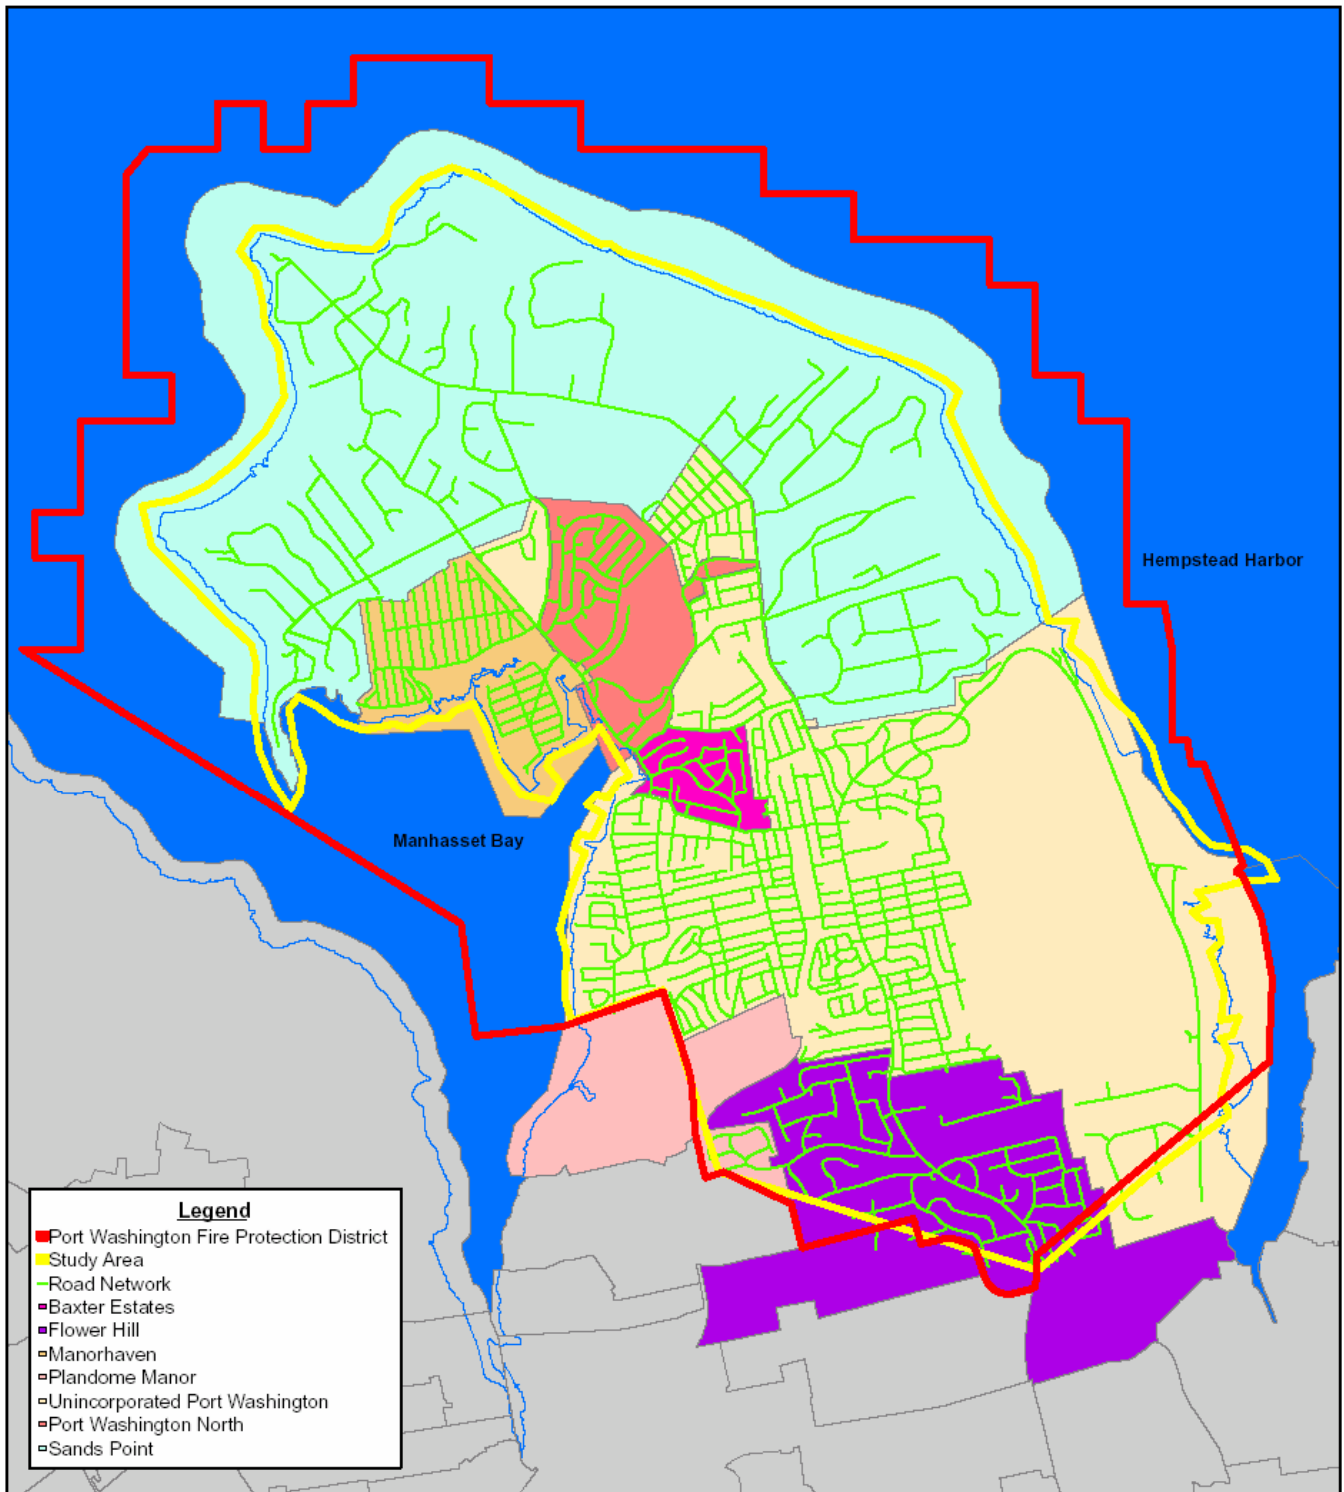 Hempstead Harbor
Manhasset Bay
Legend
Port Washington Fire Protection District
Study Area
Road Network
Baxter Estates
Flower Hill
Manorhaven
Plandome Manor
Unincorporated Port Washington
Port Washington North
Sands Point